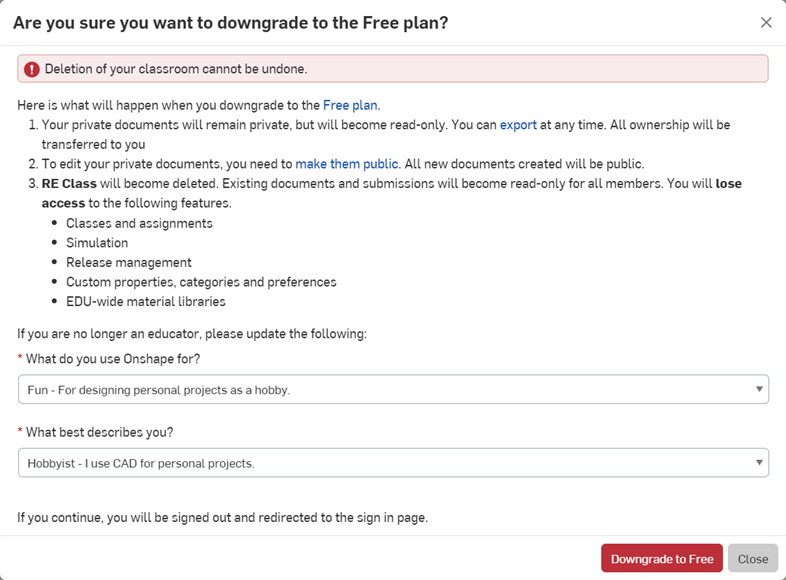 Are you sure you want to downgrade to the Free plan?
Deletion of your classroom cannot be undone.
Here is what will happen when you downgrade to the Free plan.
1. Your private documents will remain private, but will become read-only. You can export at any time. All ownership will be
transferred to you
2. To edit your private documents, you need to make them public. All new documents created will be public.
3. RE Class will become deleted. Existing documents and submissions will become read-only for all members. You will lose
access to the following features.
• Classes and assignments
• Simulation
• Release management
• Custom properties, categories and preferences
• EDU-wide material libraries
If you are no longer an educator, please update the following:
* What do you use Onshape for?
Fun - For designing personal projects as a hobby.
* What best describes you?
Hobbyist - I use CAD for personal projects.
If you continue, you will be signed out and redirected to the sign in page.
Downgrade to Free Close